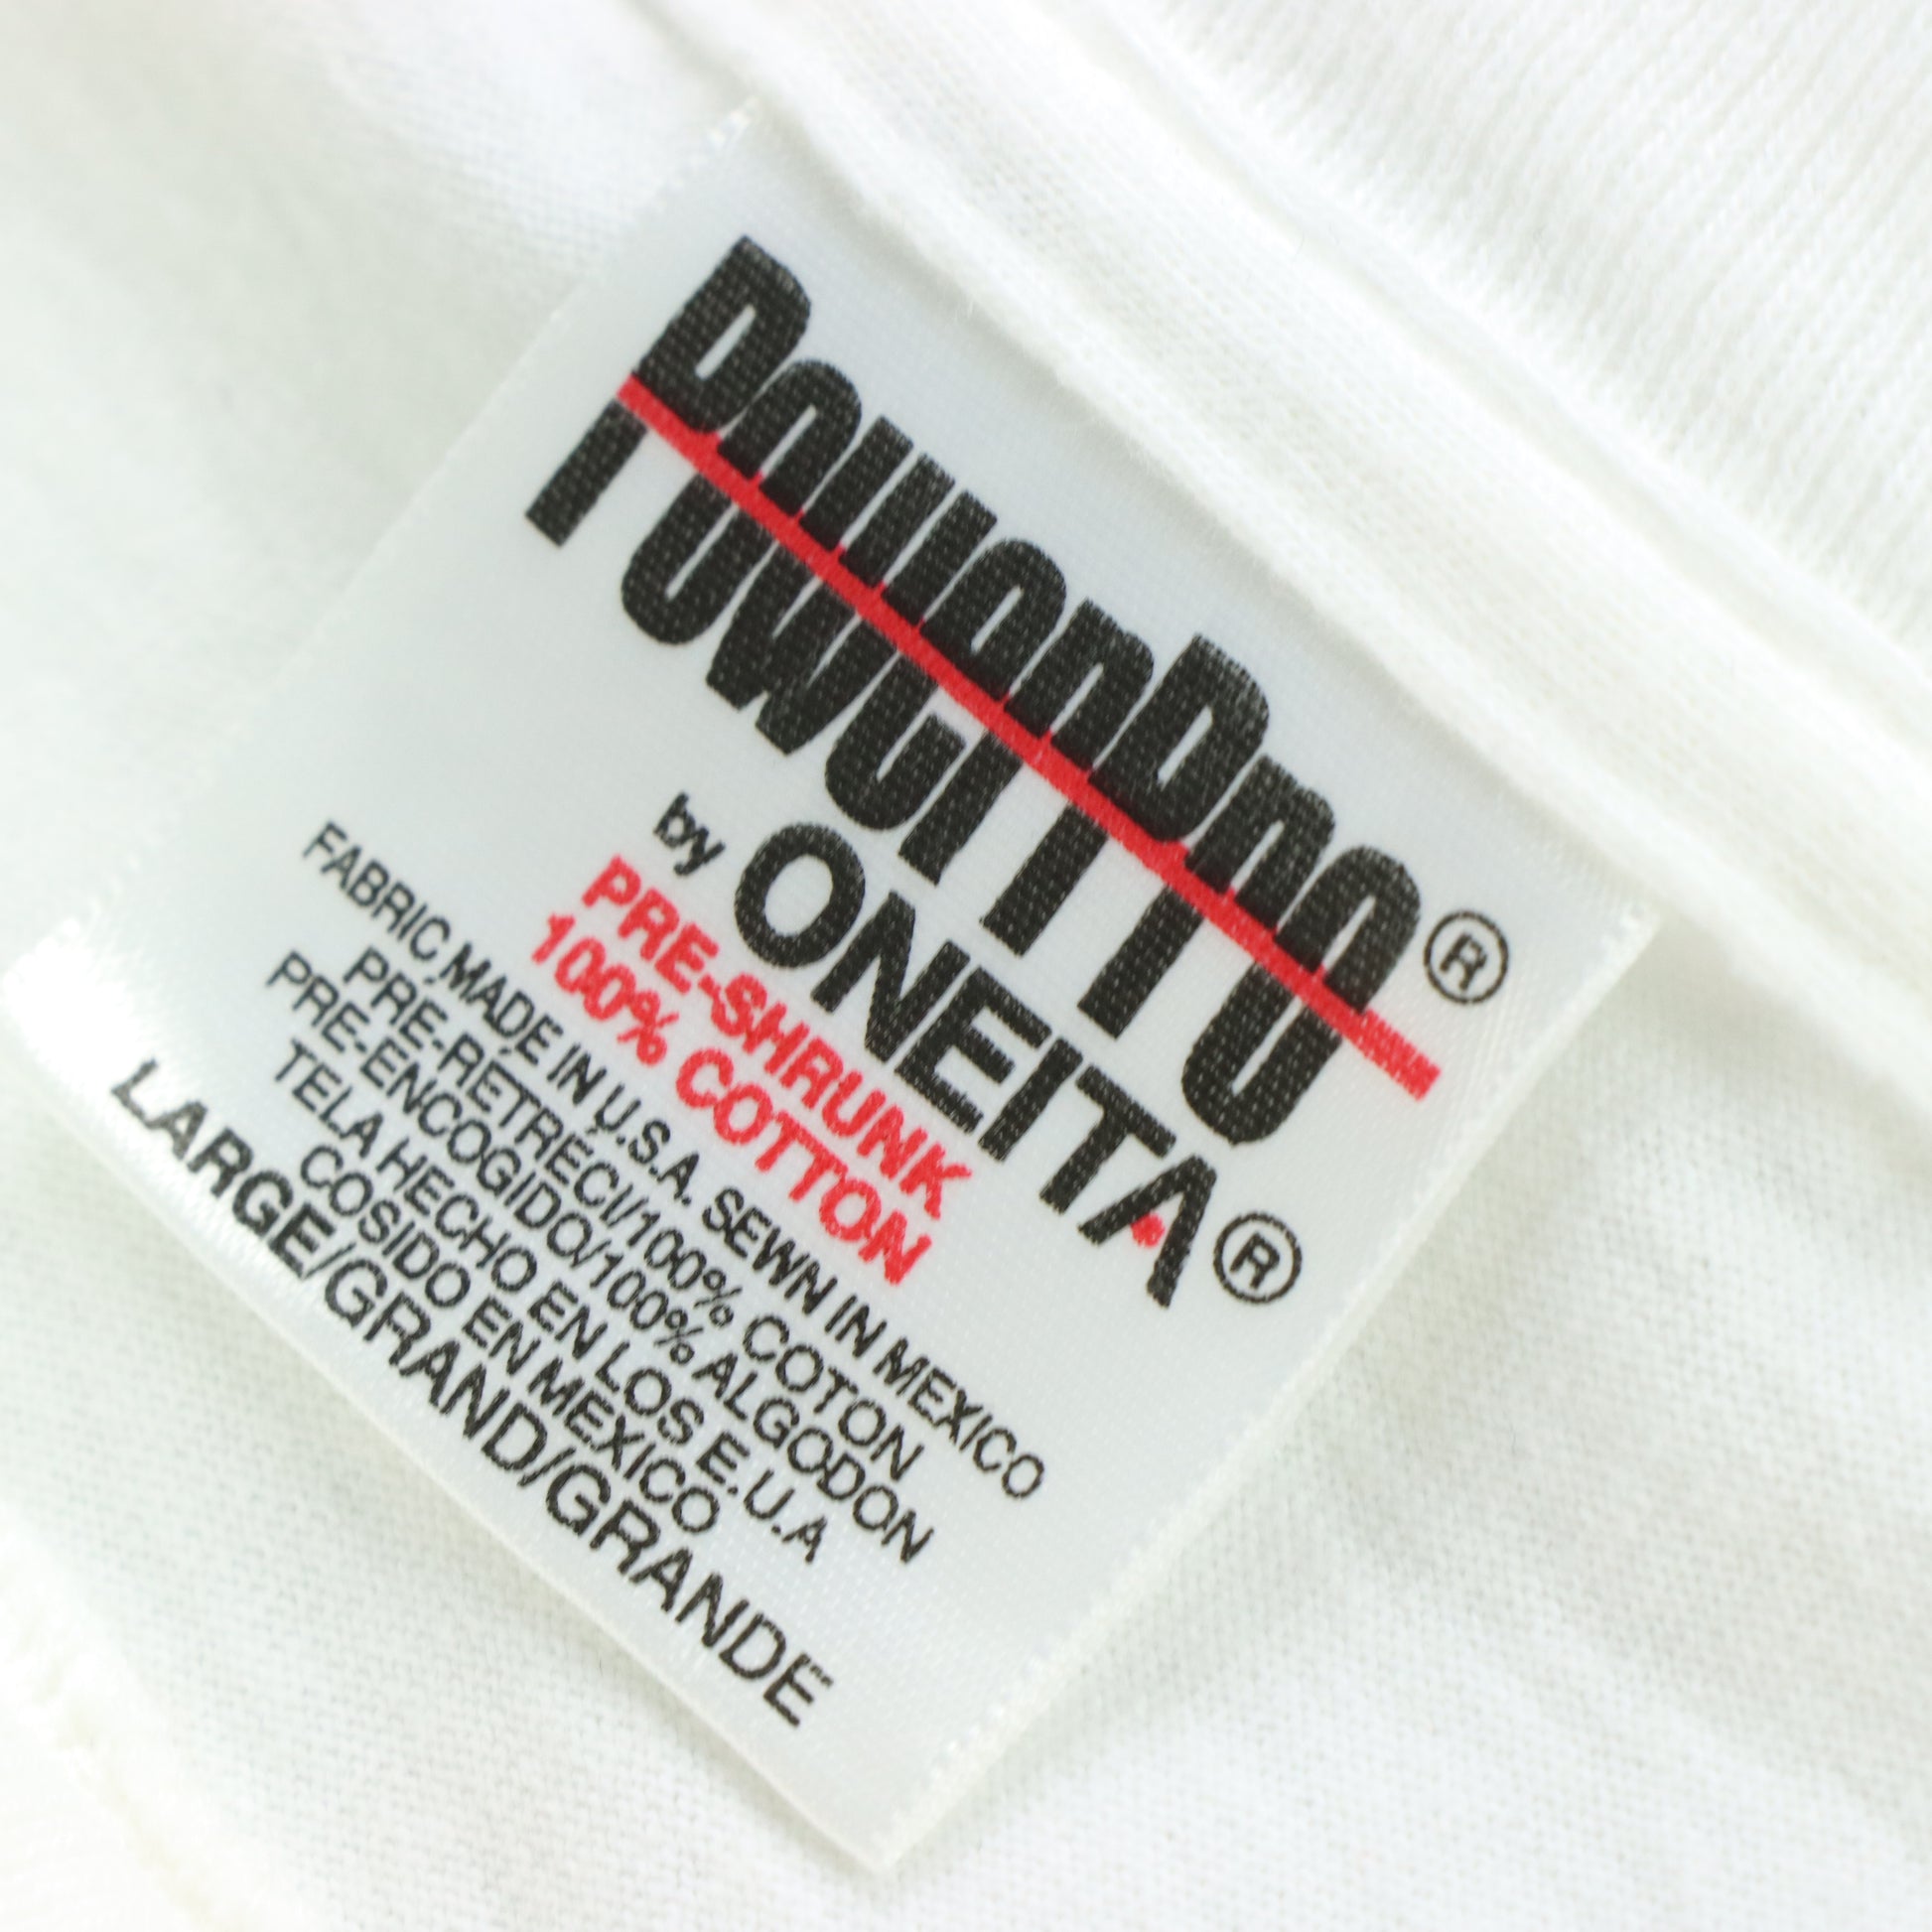 PowerPro®
by ONEITA®
PRE-SHRUNK
100% COTTON
FABRIC MADE IN U.S.A. SEWN IN MEXICO
PRÉ-RÉTRÉCI/100% COTON
PRE-ENCOGIDO/100% ALGODON
TELA HECHO EN LOS E.U.A
COSIDO EN MEXICO
LARGE/GRAND/GRANDE